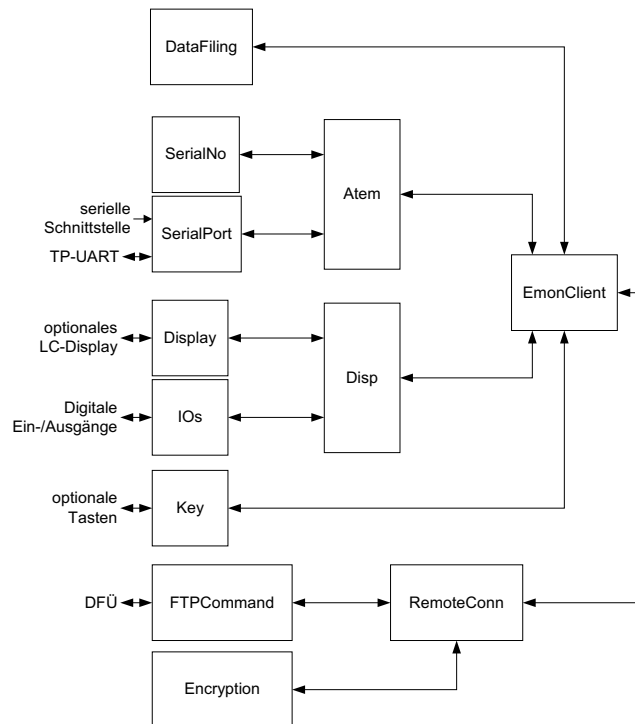 DataFiling
SerialNo
Atem
serielle
Schnittstelle
SerialPort
TP-UART
EmonClient
optionales
LC-Display
Display
Disp
Digitale
Ein-/Ausgänge
IOs
optionale
Tasten
Key
DFÜ
FTPCommand
RemoteConn
Encryption